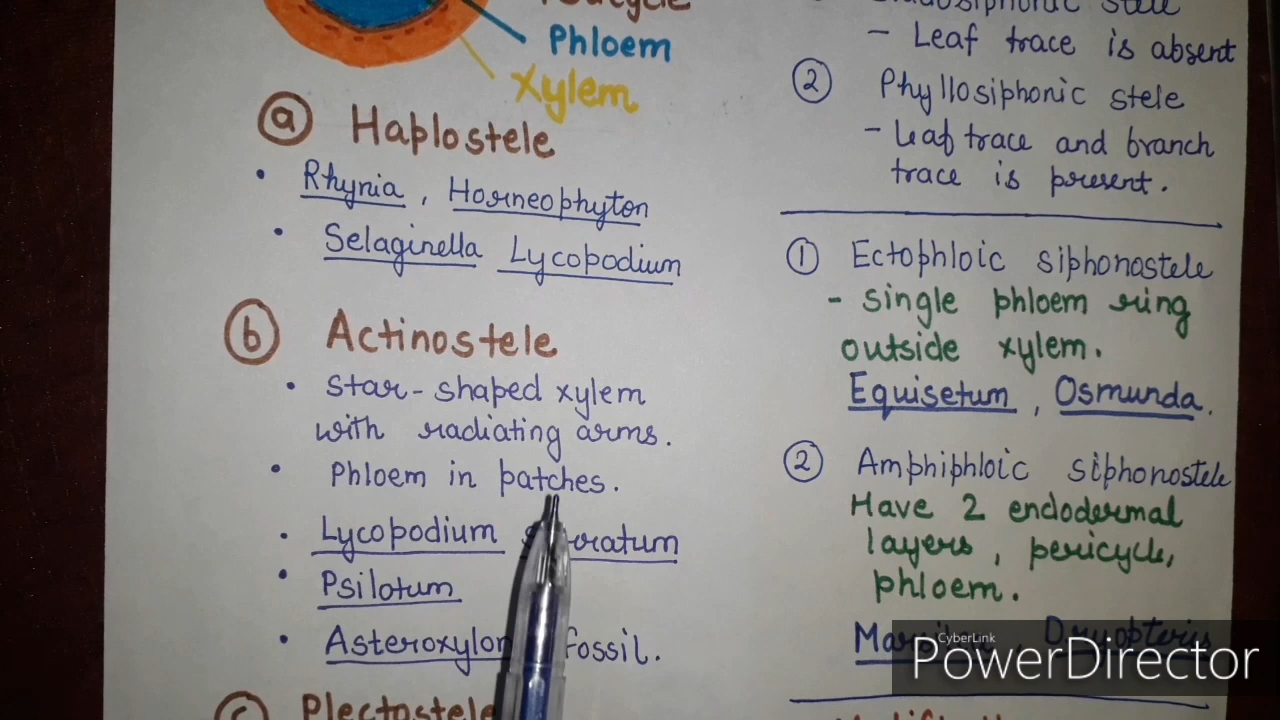 Phloem
Xylem
a Haplostele
• Rhynia , Horneophyton
• Selaginella Lycopodium
b Actinostele
• Star-shaped xylem
with radiating arms.
• Phloem in patches.
• Lycopodium
• Psilotum
• Asteroxylon fossil.
Plectostele
stele
- Leaf trace is absent
2 Phyllosiphonic stele
- Leaf trace and branch
trace is present.
1 Ectophloic siphonostele
- single phloem ring
outside xylem.
Equisetum , Osmunda.
2 Amphiphloic siphonostele
Have 2 endodermal
layers, pericycle,
phloem.
CyberLink
PowerDirector